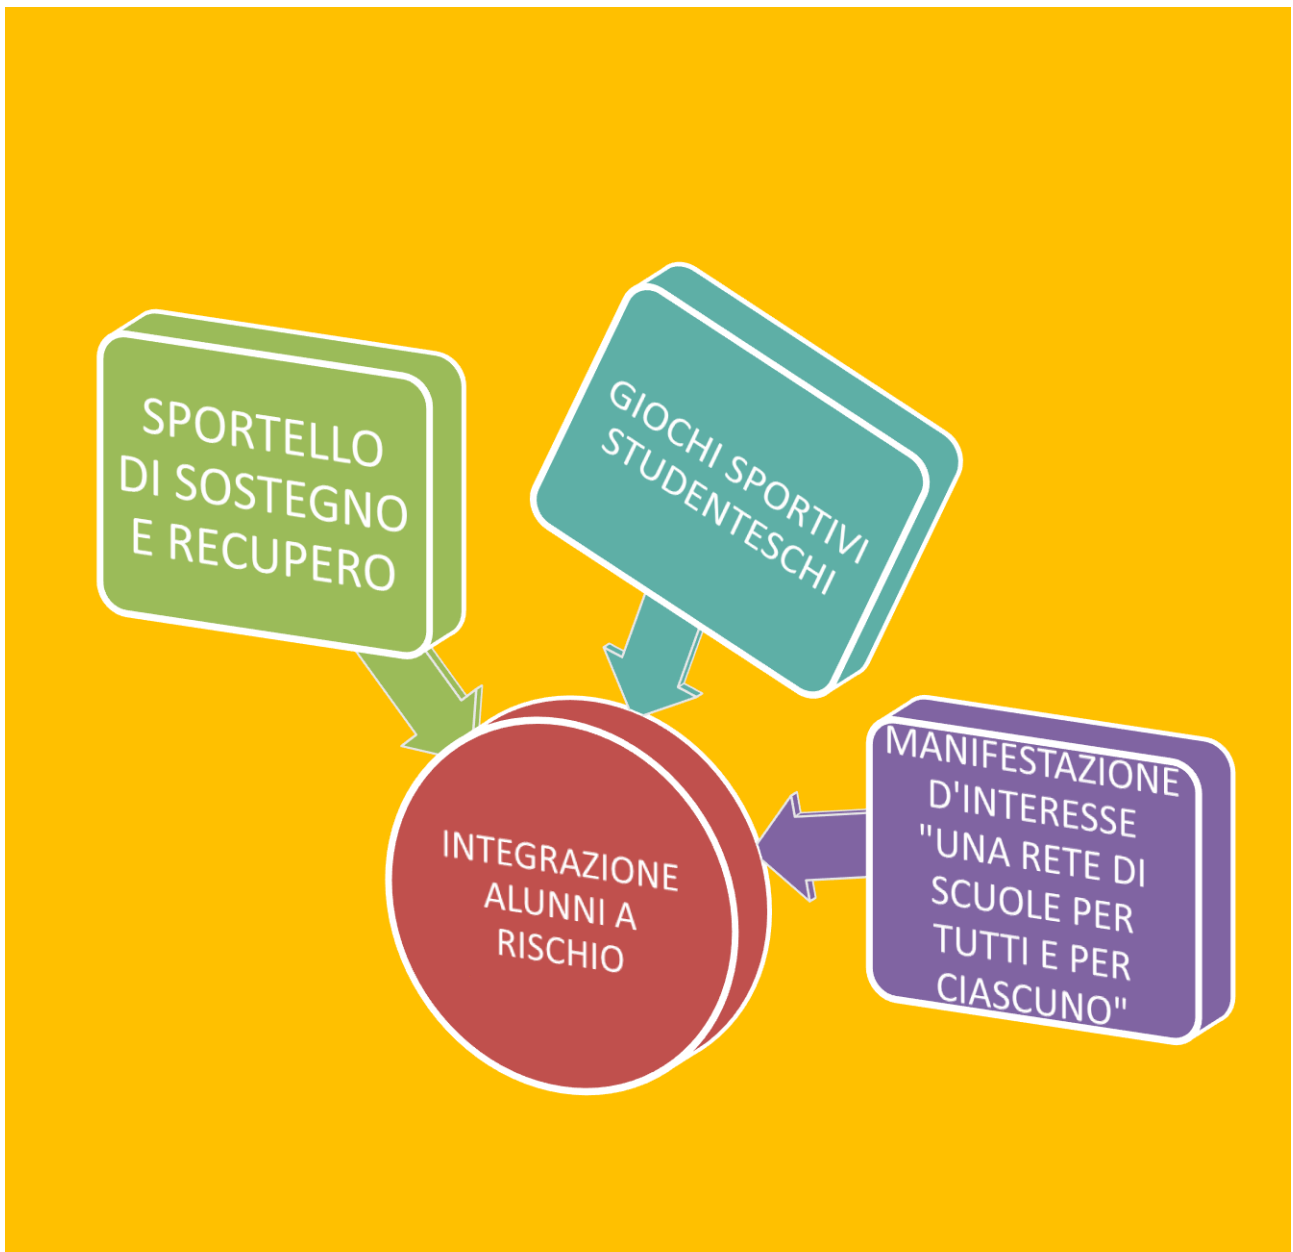 SPORTELLO
DI SOSTEGNO
E RECUPERO
GIOCHI SPORTIVI
STUDENTESCHI
MANIFESTAZIONE
D'INTERESSE
"UNA RETE DI
SCUOLE PER
TUTTI E PER
CIASCUNO"
INTEGRAZIONE
ALUNNI A
RISCHIO